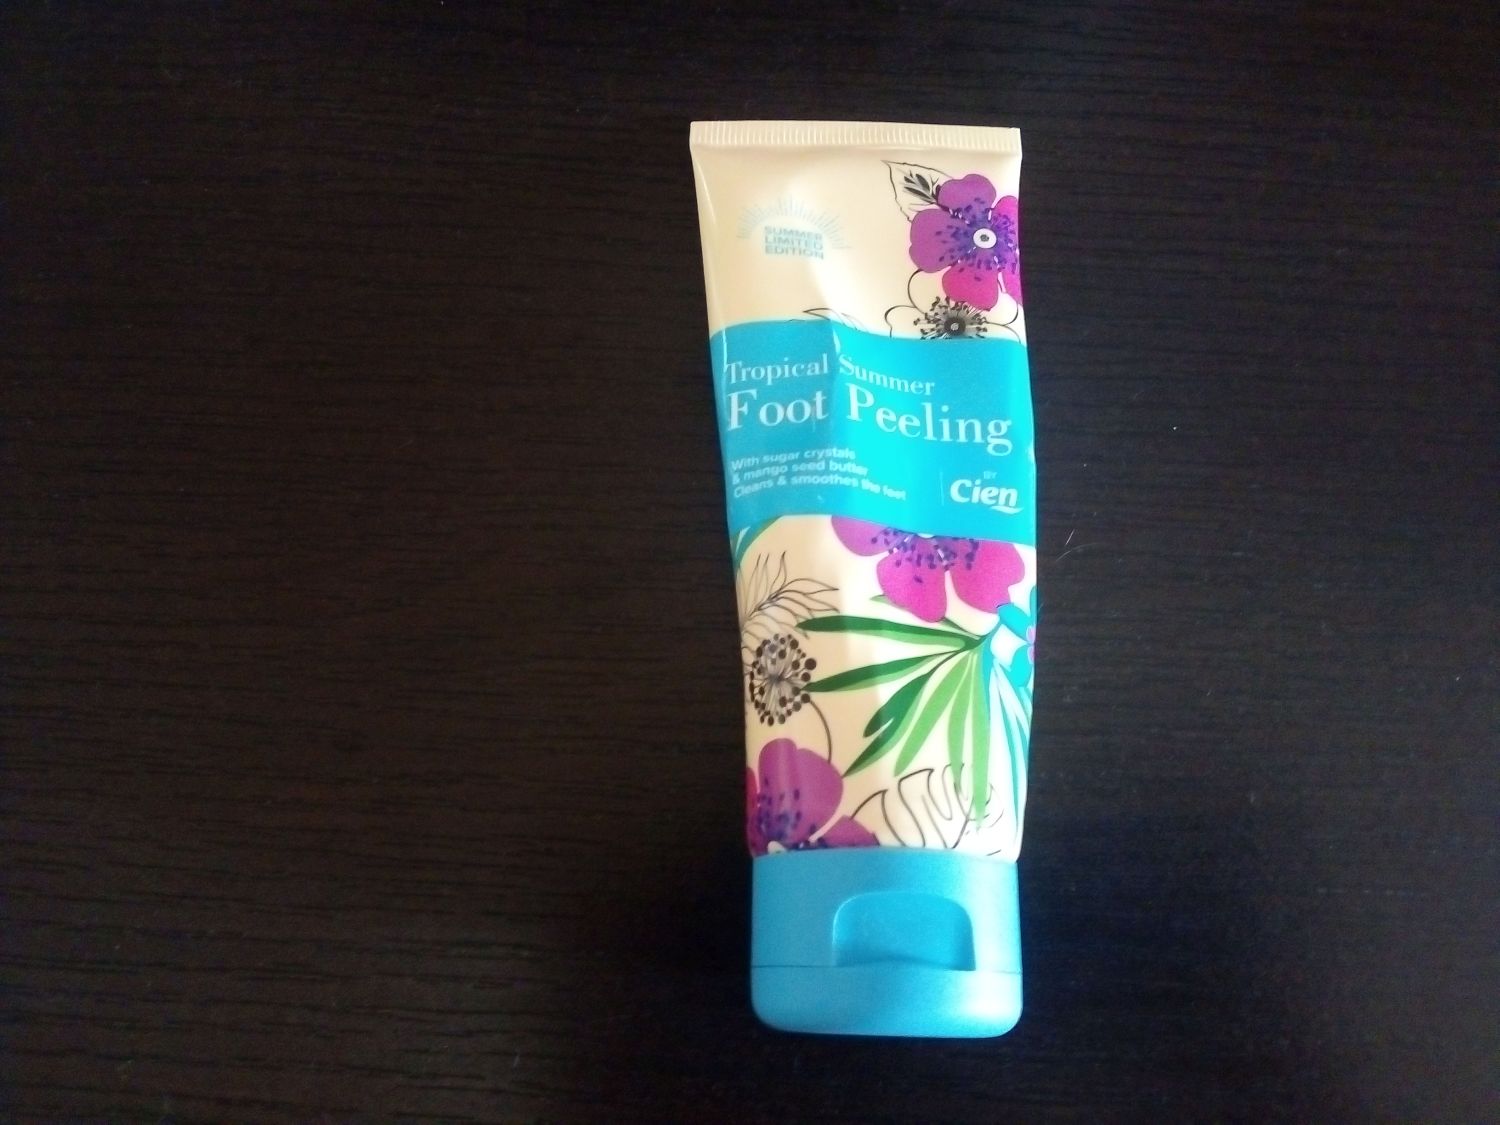 SUMMER
LIMITED
EDITION
Tropical Summer
Foot Peeling
With sugar crystals
& mango seed butter
Cleans & smoothes the feet
BY
Cien